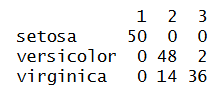 1 2 3
setosa 50 0 0
versicolor 0 48 2
virginica 0 14 36